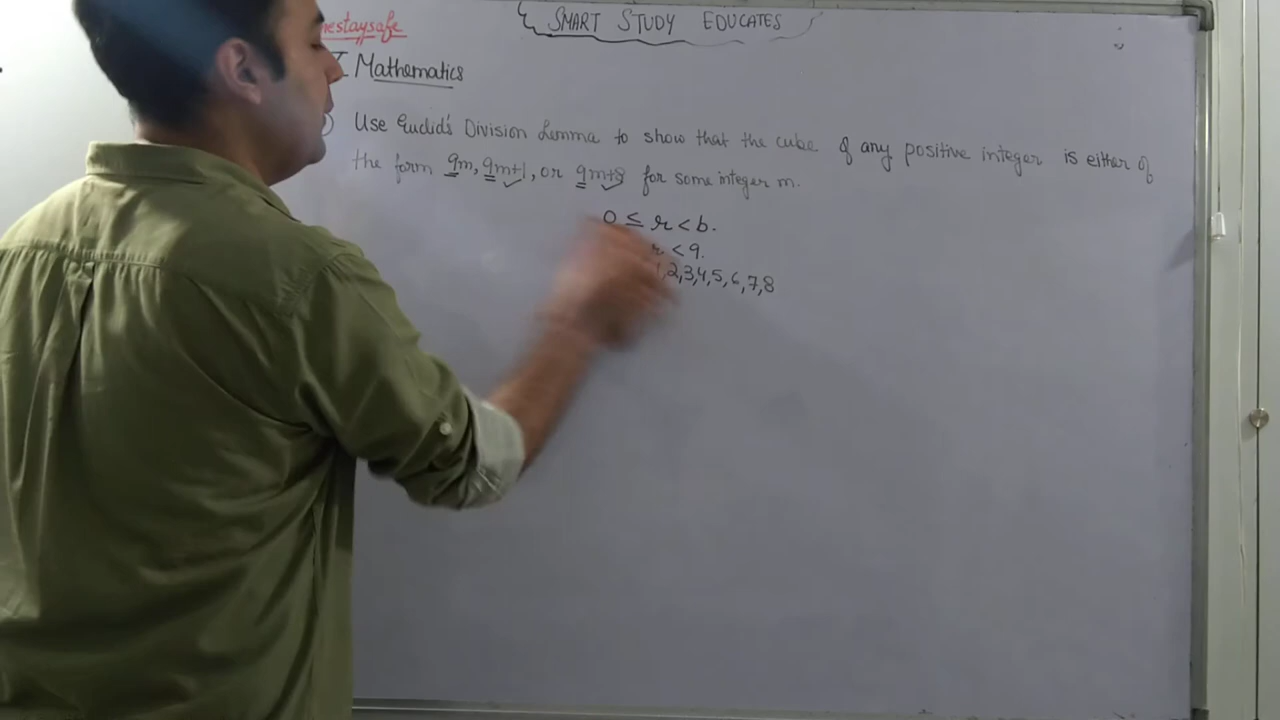 SMART STUDY EDUCATES
estaysafe
I Mathematics
Use Euclid's Division Lemma to show that the cube of any positive integer is either of
the form 9m, 9m+1, or 9m+8 for some integer m.
0 ≤ r < b.
r < 9.
1,2,3,4,5,6,7,8